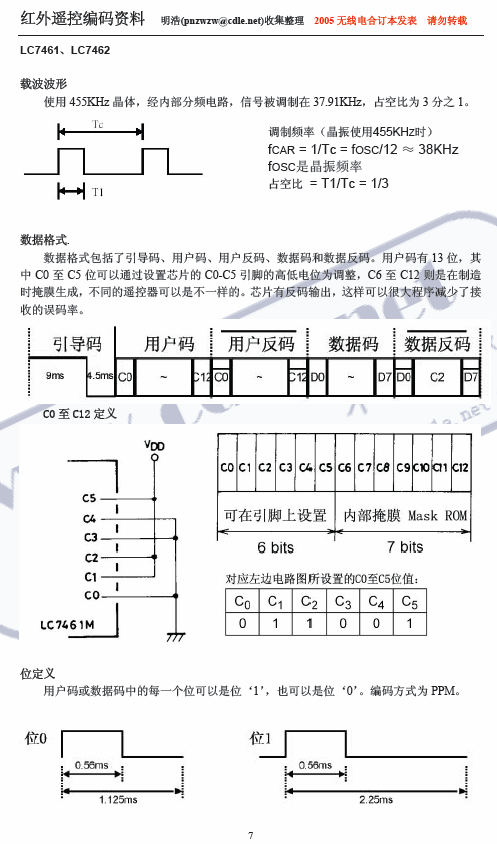 红外遥控编码资料 明浩(pnzwzw@cdle.net)收集整理 2005 无线电合订本发表 请勿转载
LC7461、LC7462
载波波形
使用 455KHz 晶体，经内部分频电路，信号被调制在 37.91KHz，占空比为 3 分之 1。
Tc
T1
调制频率（晶振使用455KHz时）
fCAR = 1/Tc = fOSC/12 ≈ 38KHz
fOSC是晶振频率
占空比 = T1/Tc = 1/3
数据格式.
数据格式包括了引导码、用户码、用户反码、数据码和数据反码。用户码有 13 位，其
中 C0 至 C5 位可以通过设置芯片的 C0-C5 引脚的高低电位为调整，C6 至 C12 则是在制造
时掩膜生成，不同的遥控器可以是不一样的。芯片有反码输出，这样可以很大程序减少了接
收的误码率。
引导码 用户码 用户反码 数据码 数据反码
9ms 4.5ms C0 ~ C12 C0 ~ C12 D0 ~ D7 D0 C2 D7
C0 至 C12 定义
VDD
C5
C4
C3
C2
C1
C0
LC7461M
C0 C1 C2 C3 C4 C5 C6 C7 C8 C9 C10 C11 C12
可在引脚上设置 内部掩膜 Mask ROM
6 bits 7 bits
对应左边电路图所设置的C0至C5位值：
C0 C1 C2 C3 C4 C5
0 1 1 0 0 1
位定义
用户码或数据码中的每一个位可以是位‘1’，也可以是位‘0’。编码方式为 PPM。
位0 位1
0.56ms 0.56ms
1.125ms 2.25ms
7